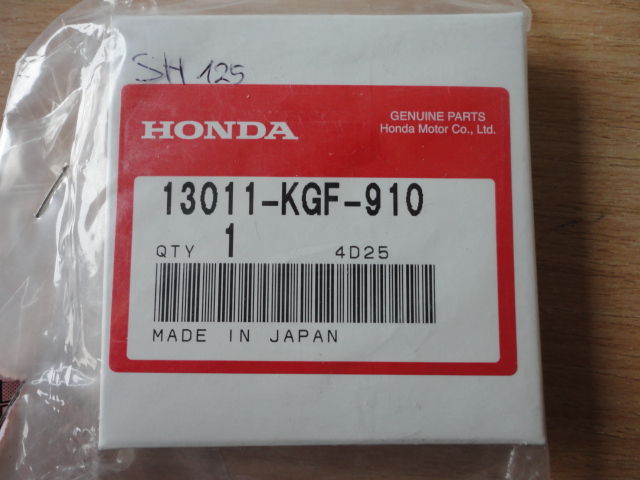 SH 125
HONDA
GENUINE PARTS
Honda Motor Co., Ltd.
13011-KGF-910
QTY 1 4D25
MADE IN JAPAN